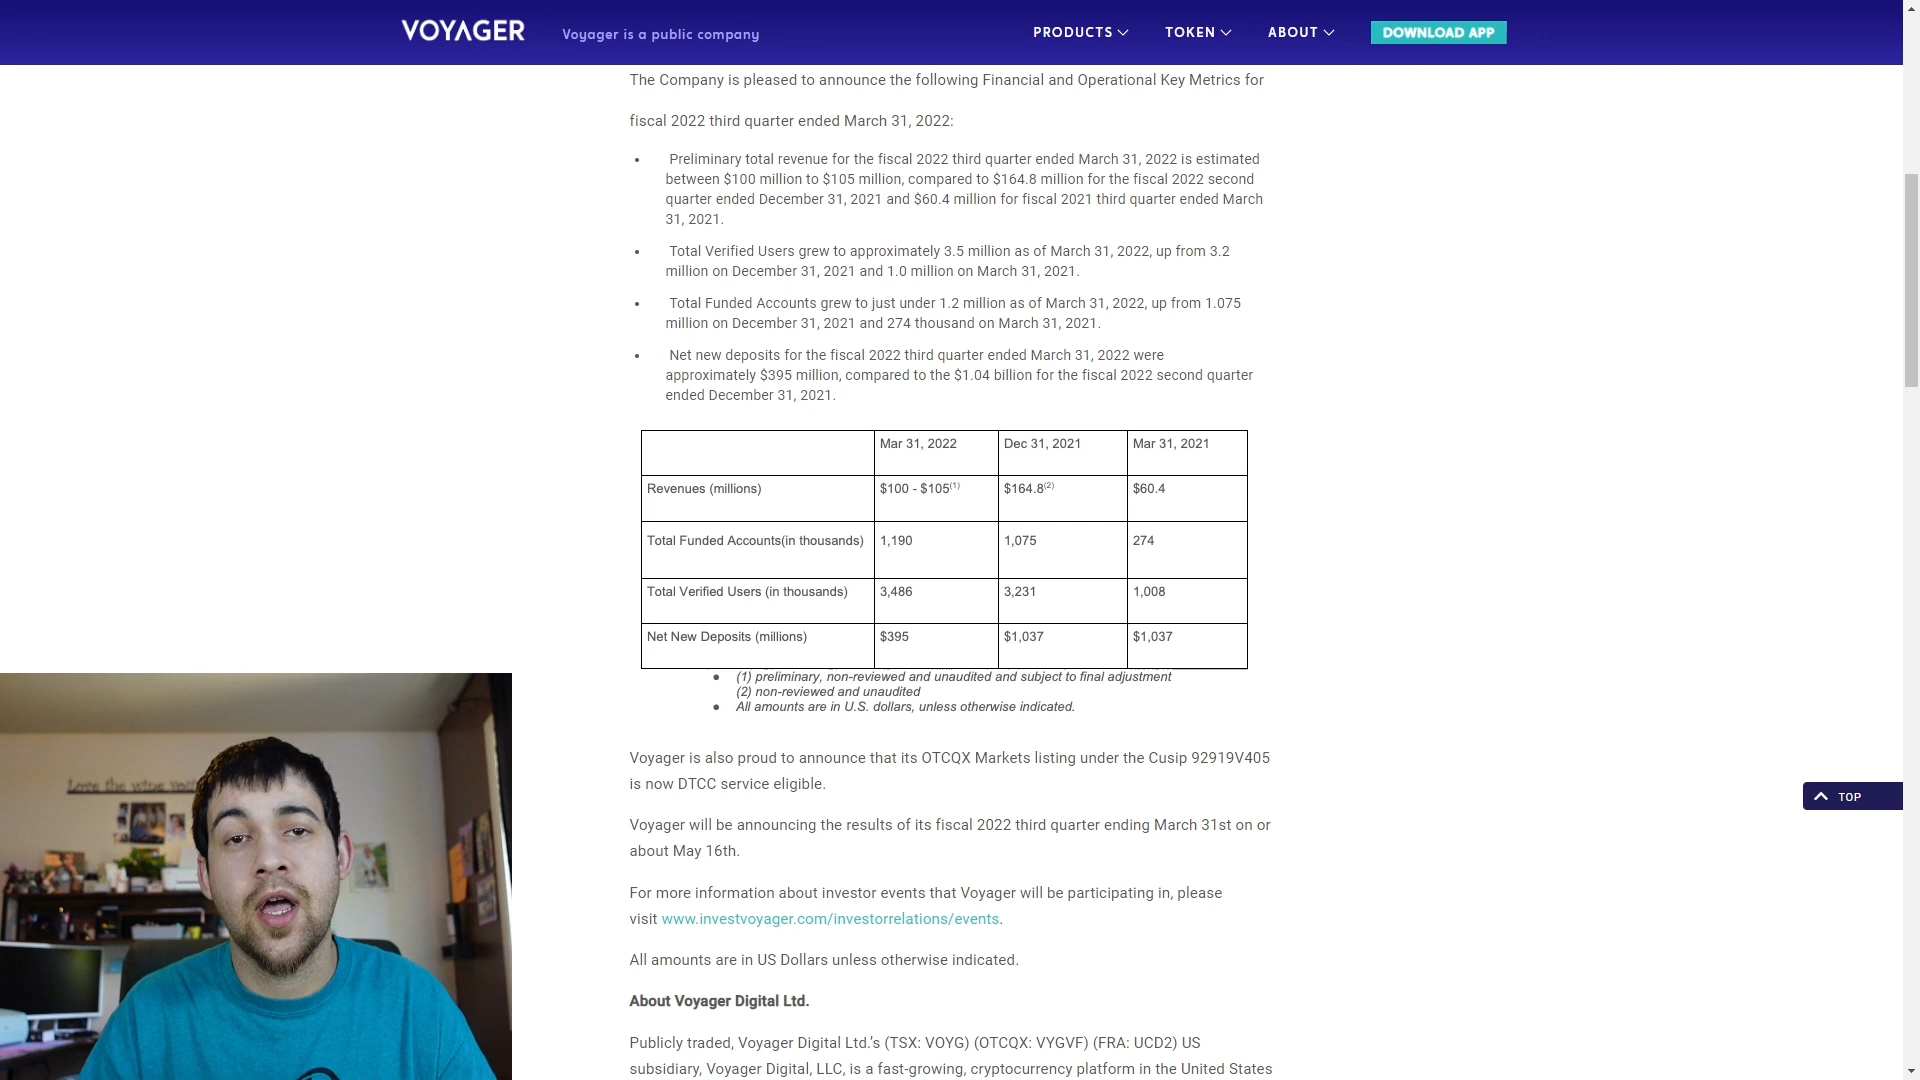 VOYAGER
Voyager is a public company
PRODUCTS
TOKEN
ABOUT
DOWNLOAD APP
The Company is pleased to announce the following Financial and Operational Key Metrics for
fiscal 2022 third quarter ended March 31, 2022:
• Preliminary total revenue for the fiscal 2022 third quarter ended March 31, 2022 is estimated
between $100 million to $105 million, compared to $164.8 million for the fiscal 2022 second
quarter ended December 31, 2021 and $60.4 million for fiscal 2021 third quarter ended March
31, 2021.
• Total Verified Users grew to approximately 3.5 million as of March 31, 2022, up from 3.2
million on December 31, 2021 and 1.0 million on March 31, 2021.
• Total Funded Accounts grew to just under 1.2 million as of March 31, 2022, up from 1.075
million on December 31, 2021 and 274 thousand on March 31, 2021.
• Net new deposits for the fiscal 2022 third quarter ended March 31, 2022 were
approximately $395 million, compared to the $1.04 billion for the fiscal 2022 second quarter
ended December 31, 2021.
Mar 31, 2022 Dec 31, 2021 Mar 31, 2021
Revenues (millions) $100 - $105(1) $164.8(2) $60.4
Total Funded Accounts(in thousands) 1,190 1,075 274
Total Verified Users (in thousands) 3,486 3,231 1,008
Net New Deposits (millions) $395 $1,037 $1,037
• (1) preliminary, non-reviewed and unaudited and subject to final adjustment
(2) non-reviewed and unaudited
• All amounts are in U.S. dollars, unless otherwise indicated.
Voyager is also proud to announce that its OTCQX Markets listing under the Cusip 92919V405
is now DTCC service eligible.
Voyager will be announcing the results of its fiscal 2022 third quarter ending March 31st on or
about May 16th.
For more information about investor events that Voyager will be participating in, please
visit www.investvoyager.com/investorrelations/events.
All amounts are in US Dollars unless otherwise indicated.
About Voyager Digital Ltd.
Publicly traded, Voyager Digital Ltd.'s (TSX: VOYG) (OTCQX: VYGVF) (FRA: UCD2) US
subsidiary, Voyager Digital, LLC, is a fast-growing, cryptocurrency platform in the United States
TOP
Love the wine you